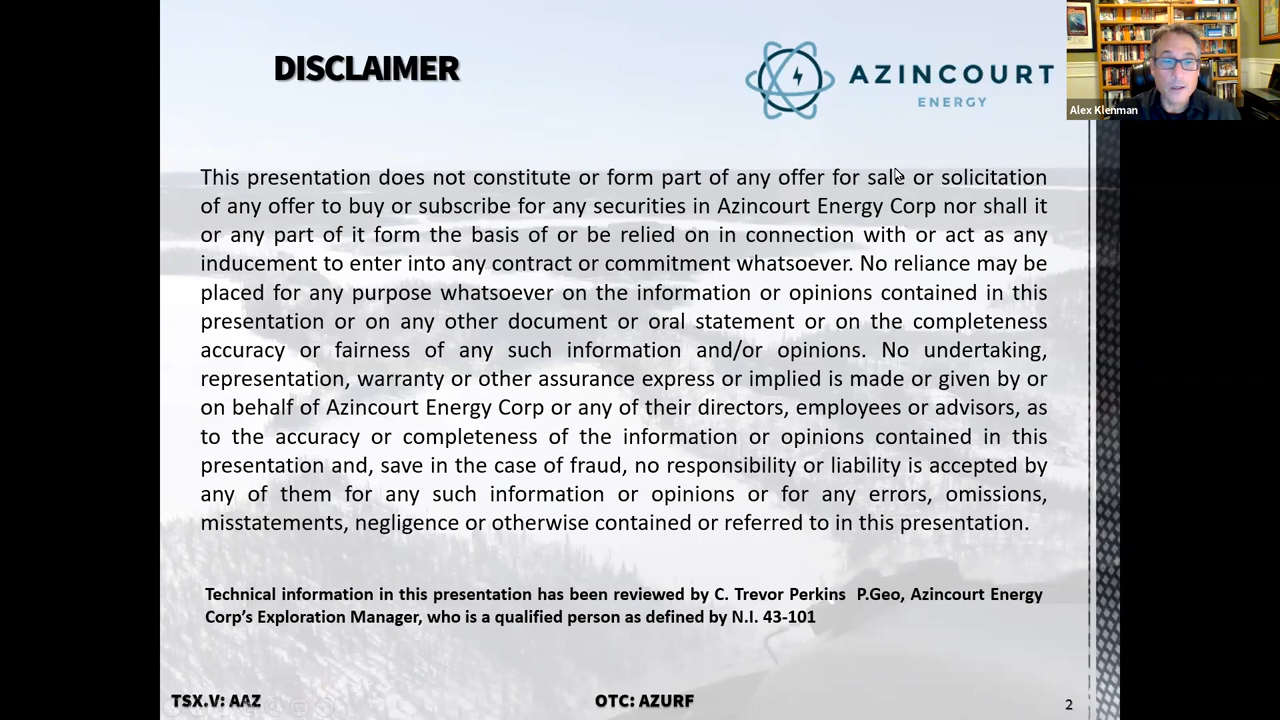 DISCLAIMER
AZINCOURT
ENERGY
Alex Klenman
This presentation does not constitute or form part of any offer for sale or solicitation
of any offer to buy or subscribe for any securities in Azincourt Energy Corp nor shall it
or any part of it form the basis of or be relied on in connection with or act as any
inducement to enter into any contract or commitment whatsoever. No reliance may be
placed for any purpose whatsoever on the information or opinions contained in this
presentation or on any other document or oral statement or on the completeness
accuracy or fairness of any such information and/or opinions. No undertaking,
representation, warranty or other assurance express or implied is made or given by or
on behalf of Azincourt Energy Corp or any of their directors, employees or advisors, as
to the accuracy or completeness of the information or opinions contained in this
presentation and, save in the case of fraud, no responsibility or liability is accepted by
any of them for any such information or opinions or for any errors, omissions,
misstatements, negligence or otherwise contained or referred to in this presentation.
Technical information in this presentation has been reviewed by C. Trevor Perkins P.Geo, Azincourt Energy
Corp's Exploration Manager, who is a qualified person as defined by N.I. 43-101
TSX.V: AAZ
OTC: AZURF
2